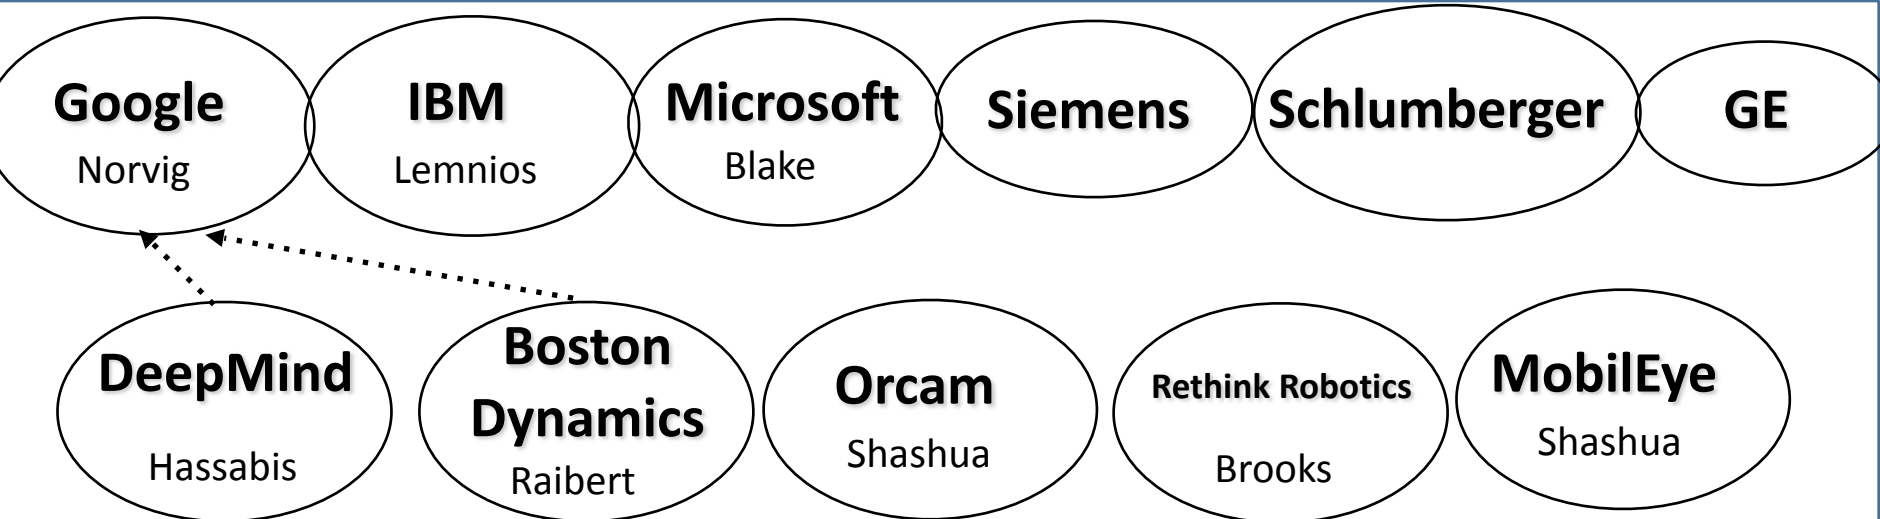 Google
Norvig
IBM
Lemnios
Microsoft
Blake
Siemens
Schlumberger
GE
DeepMind
Hassabis
Boston
Dynamics
Raibert
Orcam
Shashua
Rethink Robotics
Brooks
MobilEye
Shashua